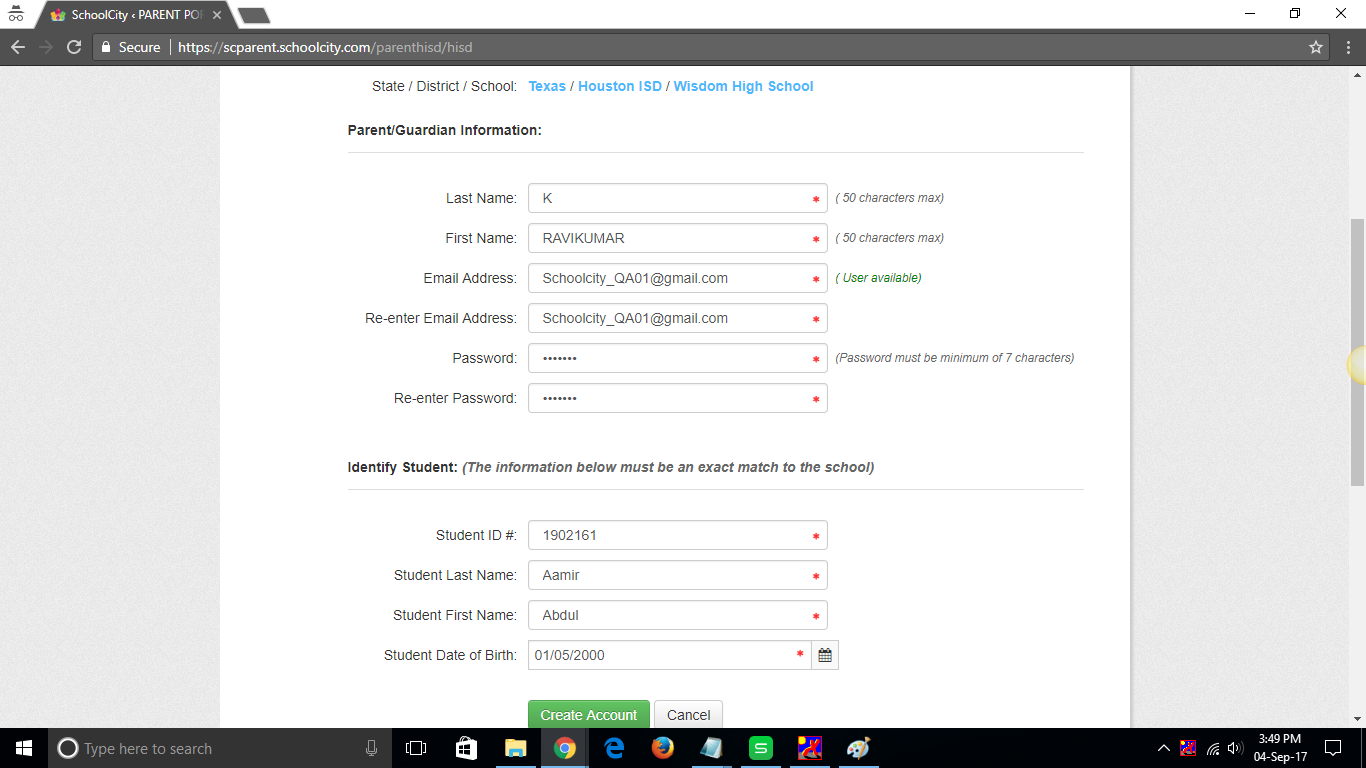 SchoolCity ‹ PARENT PO
Secure https://scparent.schoolcity.com/parenthisd/hisd
State / District / School: Texas / Houston ISD / Wisdom High School
Parent/Guardian Information:
Last Name: K * ( 50 characters max)
First Name: RAVIKUMAR * ( 50 characters max)
Email Address: Schoolcity_QA01@gmail.com * ( User available)
Re-enter Email Address: Schoolcity_QA01@gmail.com *
Password: ••••••• * (Password must be minimum of 7 characters)
Re-enter Password: ••••••• *
Identify Student: (The information below must be an exact match to the school)
Student ID #: 1902161 *
Student Last Name: Aamir *
Student First Name: Abdul *
Student Date of Birth: 01/05/2000 *
Create Account Cancel
Type here to search
3:49 PM
04-Sep-17